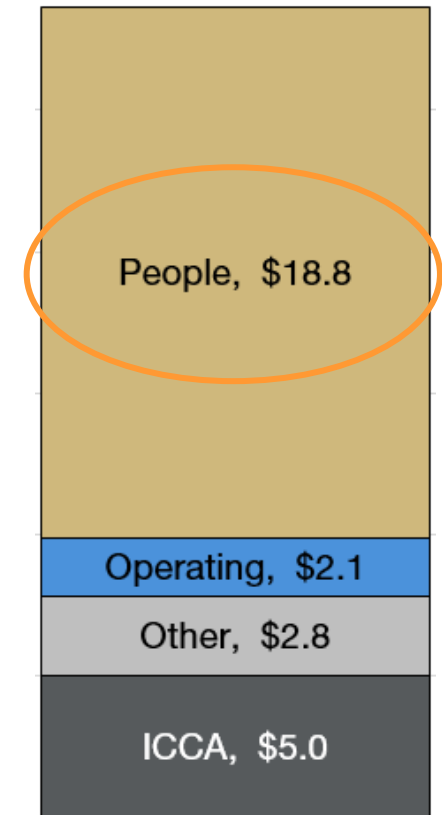 People, $18.8
Operating, $2.1
Other, $2.8
ICCA, $5.0